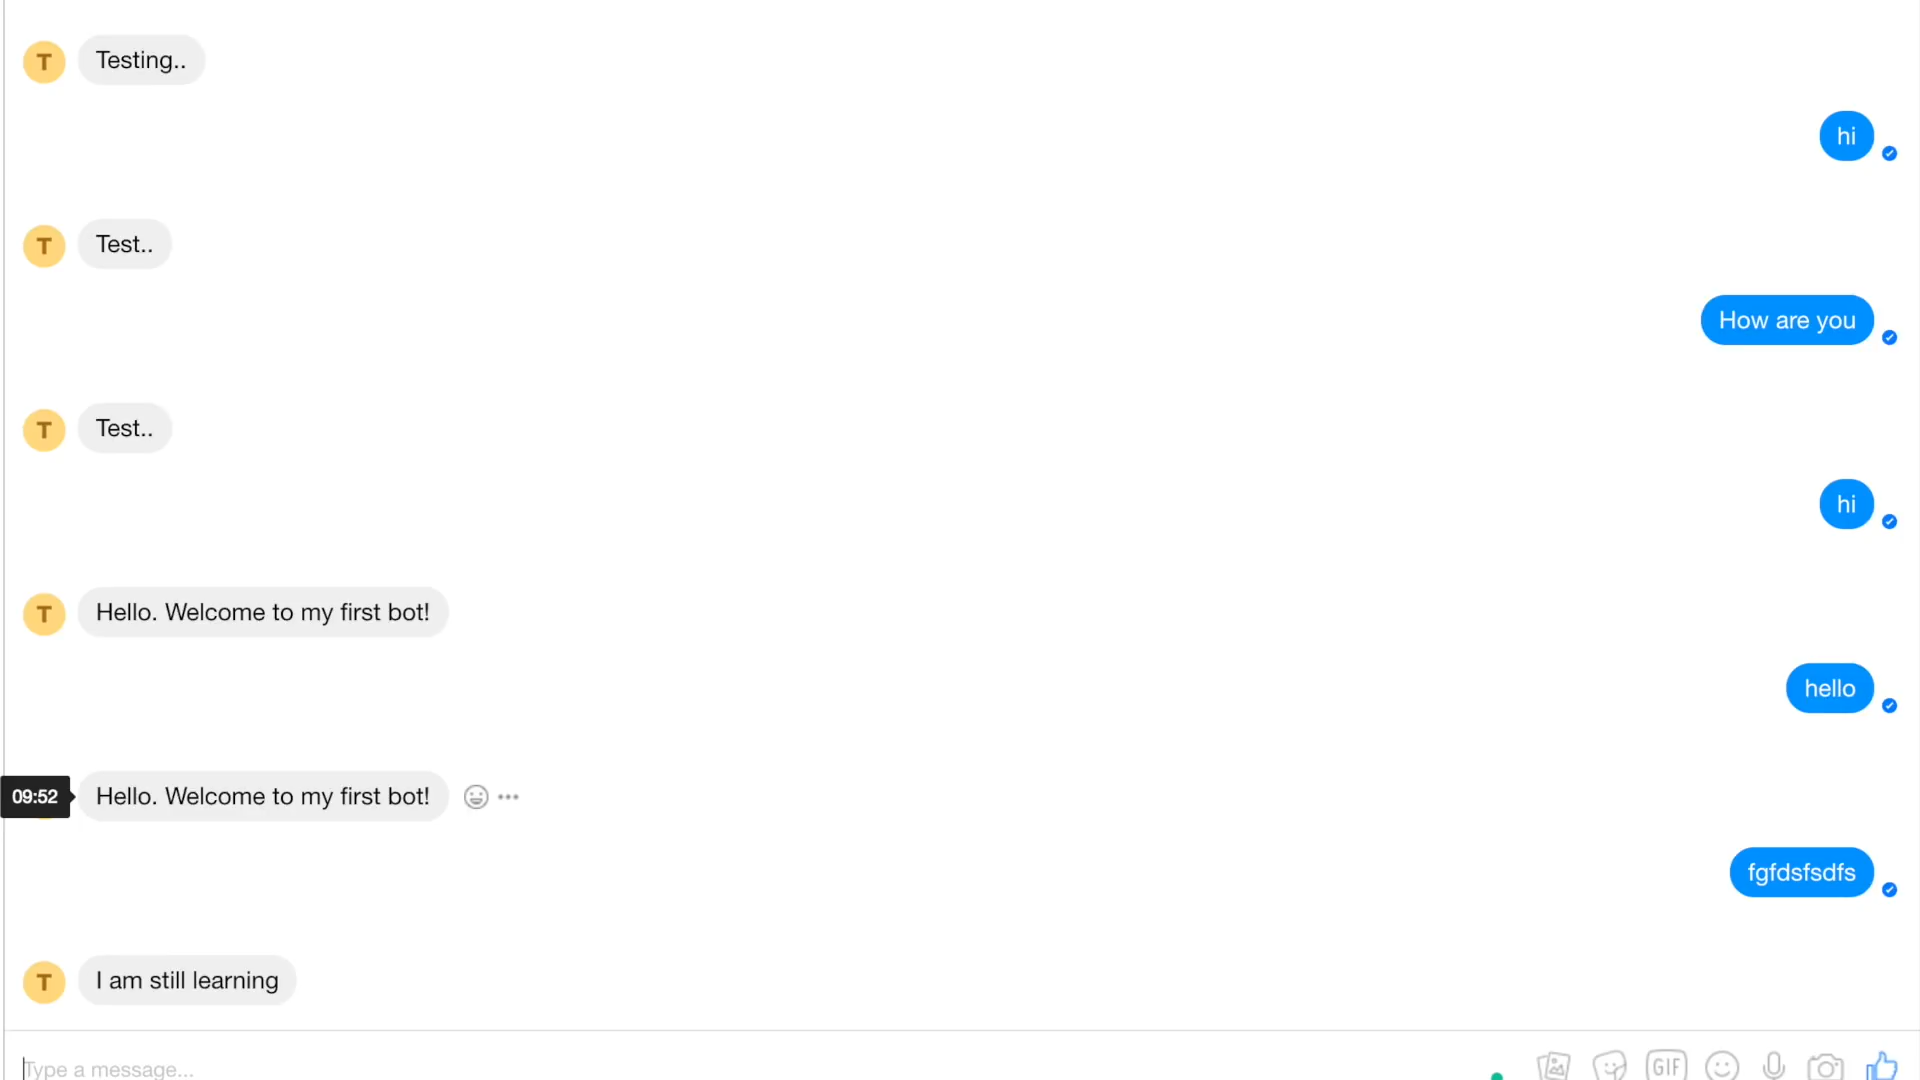 T Testing..
hi
T Test..
How are you
T Test..
hi
T Hello. Welcome to my first bot!
hello
09:52 Hello. Welcome to my first bot!
fgfdsfsdfs
T I am still learning
Type a message... GIF